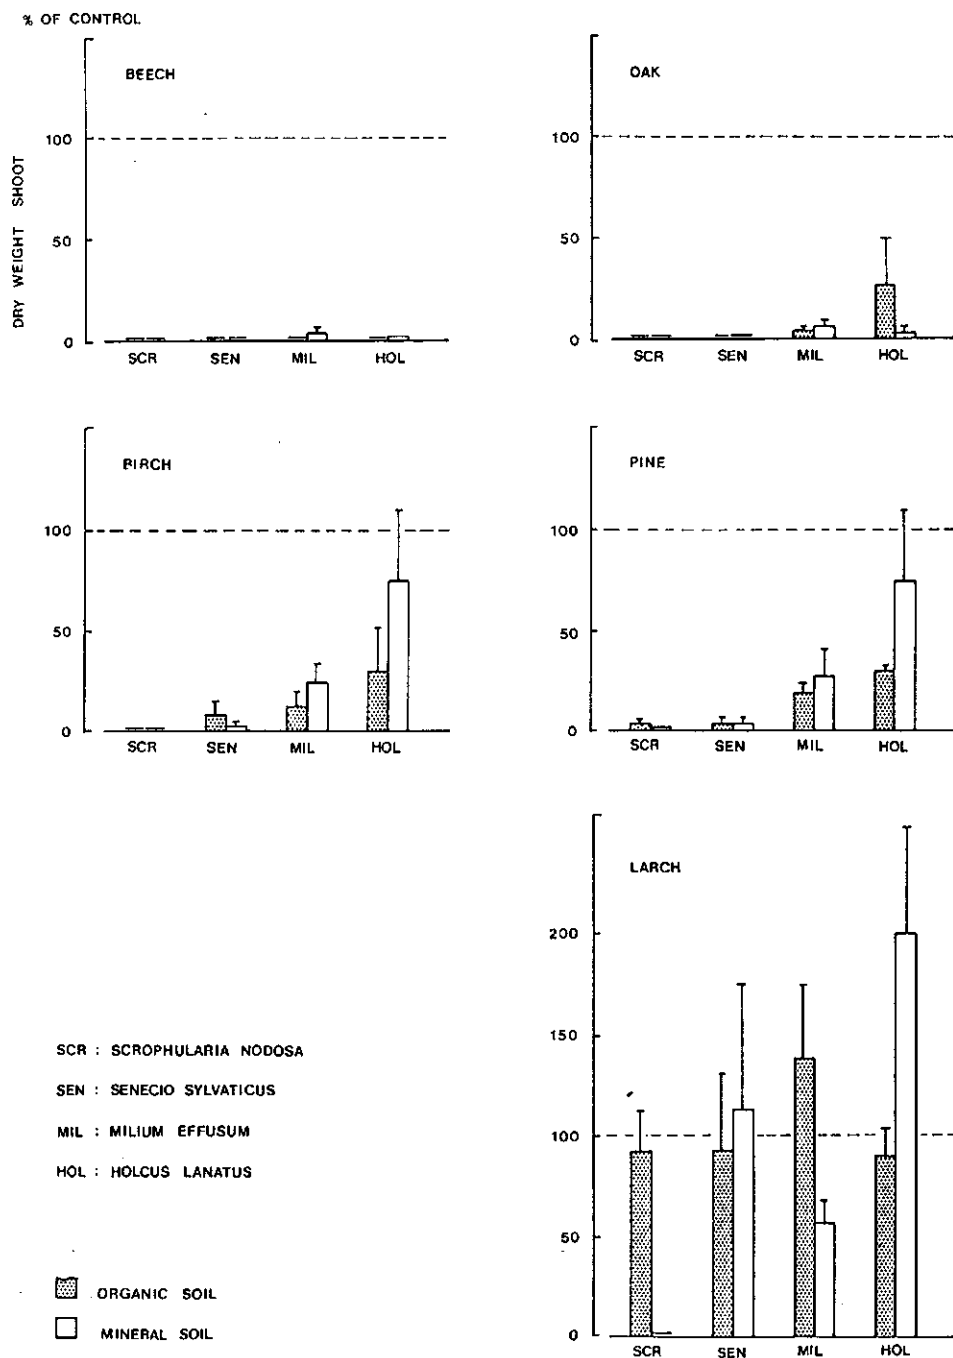 % OF CONTROL
BEECH
DRY WEIGHT SHOOT
100
50
0
SCR SEN MIL HOL
OAK
100
50
0
SCR SEN MIL HOL
BIRCH
100
50
0
SCR SEN MIL HOL
PINE
100
50
0
SCR SEN MIL HOL
LARCH
200
150
100
50
0
SCR SEN MIL HOL
SCR : SCROPHULARIA NODOSA
SEN : SENECIO SYLVATICUS
MIL : MILIUM EFFUSUM
HOL : HOLCUS LANATUS
ORGANIC SOIL
MINERAL SOIL